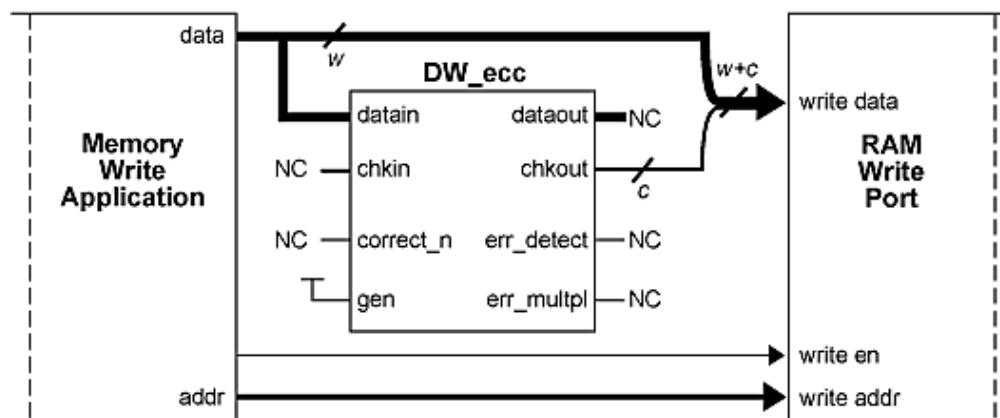 data
w
w+c
DW_ecc
datain
dataout
NC
write data
Memory
Write
Application
NC
chkin
chkout
c
RAM
Write
Port
NC
correct_n
err_detect
NC
gen
err_multpl
NC
write en
addr
write addr